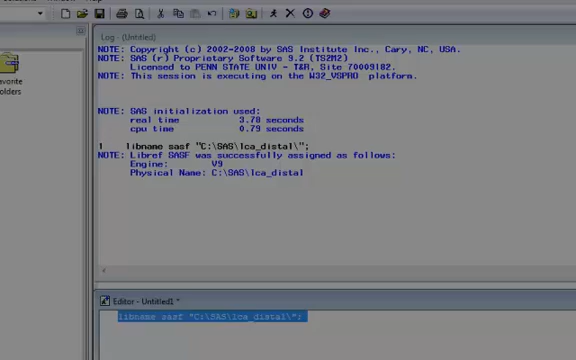 Log - (Untitled)
NOTE: Copyright (c) 2002-2008 by SAS Institute Inc., Cary, NC, USA.
NOTE: SAS (r) Proprietary Software 9.2 (TS2M2)
Licensed to PENN STATE UNIV - T&R, Site 70009182.
NOTE: This session is executing on the W32_VSPRO platform.
NOTE: SAS initialization used:
real time 3.78 seconds
cpu time 0.79 seconds
1 libname sasf "C:\SAS\lca_distal\";
NOTE: Libref SASF was successfully assigned as follows:
Engine: V9
Physical Name: C:\SAS\lca_distal
avorite
olders
Editor - Untitled1 *
libname sasf "C:\SAS\lca_distal\";